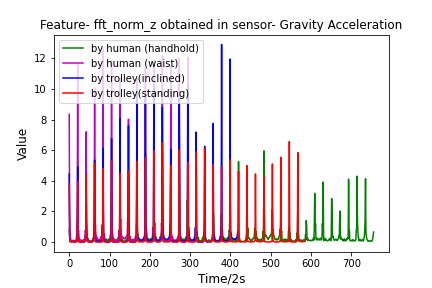 Feature- fft_norm_z obtained in sensor- Gravity Acceleration
by human (handhold)
by human (waist)
by trolley(inclined)
by trolley(standing)
Value
12
10
8
6
4
2
0
0 100 200 300 400 500 600 700
Time/2s